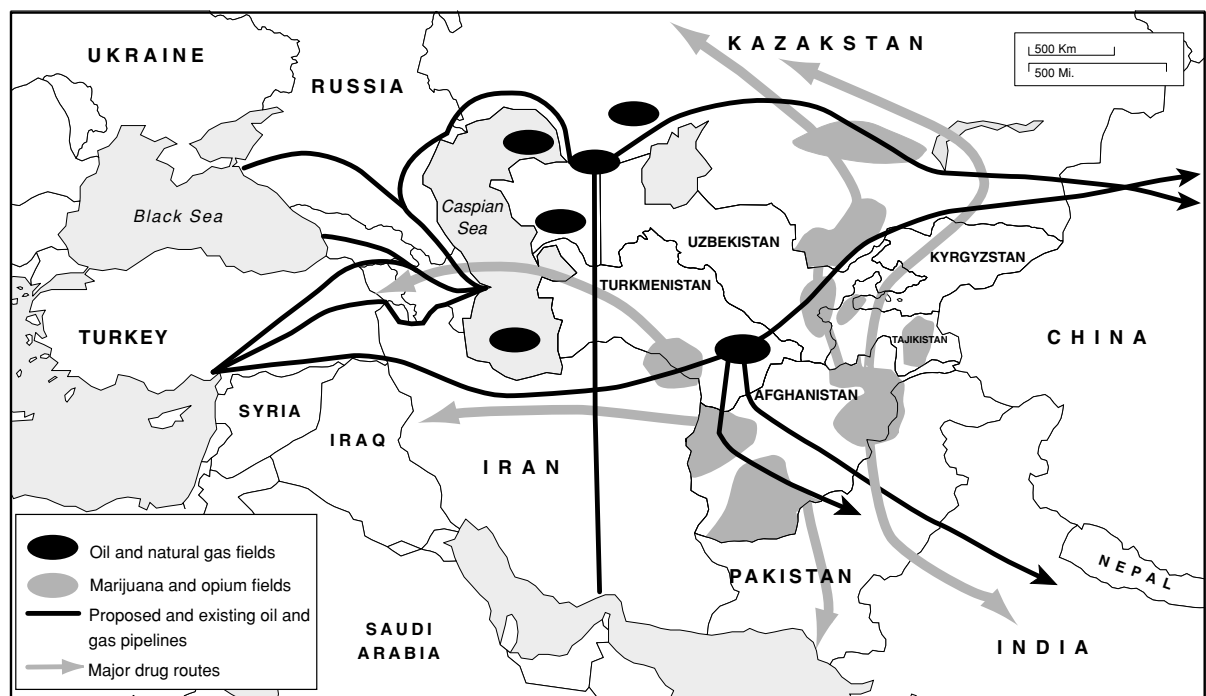 UKRAINE
RUSSIA
KAZAKSTAN
500 Km
500 Mi.
Black Sea
Caspian
Sea
UZBEKISTAN
KYRGYZSTAN
TURKMENISTAN
TURKEY
TAJIKISTAN
CHINA
SYRIA
AFGHANISTAN
IRAQ
IRAN
Oil and natural gas fields
Marijuana and opium fields
Proposed and existing oil and
gas pipelines
Major drug routes
PAKISTAN
NEPAL
SAUDI
ARABIA
INDIA